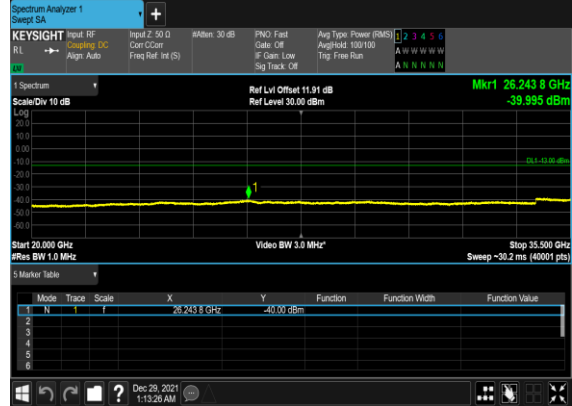 Spectrum Analyzer 1
Swept SA
+
KEYSIGHT Input: RF Input Z: 50 Ω #Atten: 30 dB PNO: Fast Avg Type: Power (RMS) 1 2 3 4 5 6
RL Coupling: DC Corr CCorr Gate: Off Avg|Hold: 100/100 A W W W W W
Align: Auto Freq Ref: Int (S) IF Gain: Low Trig: Free Run
Sig Track: Off A N N N N N
1 Spectrum Ref Lvl Offset 11.91 dB Mkr1 26.243 8 GHz
Scale/Div 10 dB Ref Level 30.00 dBm -39.995 dBm
Log
20.0
10.0
0.00
-10.0
DL1 -13.00 dBm
-20.0
-30.0
1
-40.0
-50.0
-60.0
Start 20.000 GHz Video BW 3.0 MHz* Stop 35.500 GHz
#Res BW 1.0 MHz Sweep ~30.2 ms (40001 pts)
5 Marker Table
Mode Trace Scale X Y Function Function Width Function Value
1 N 1 f 26.243 8 GHz -40.00 dBm
2
3
4
5
6
? Dec 29, 2021
1:13:26 AM